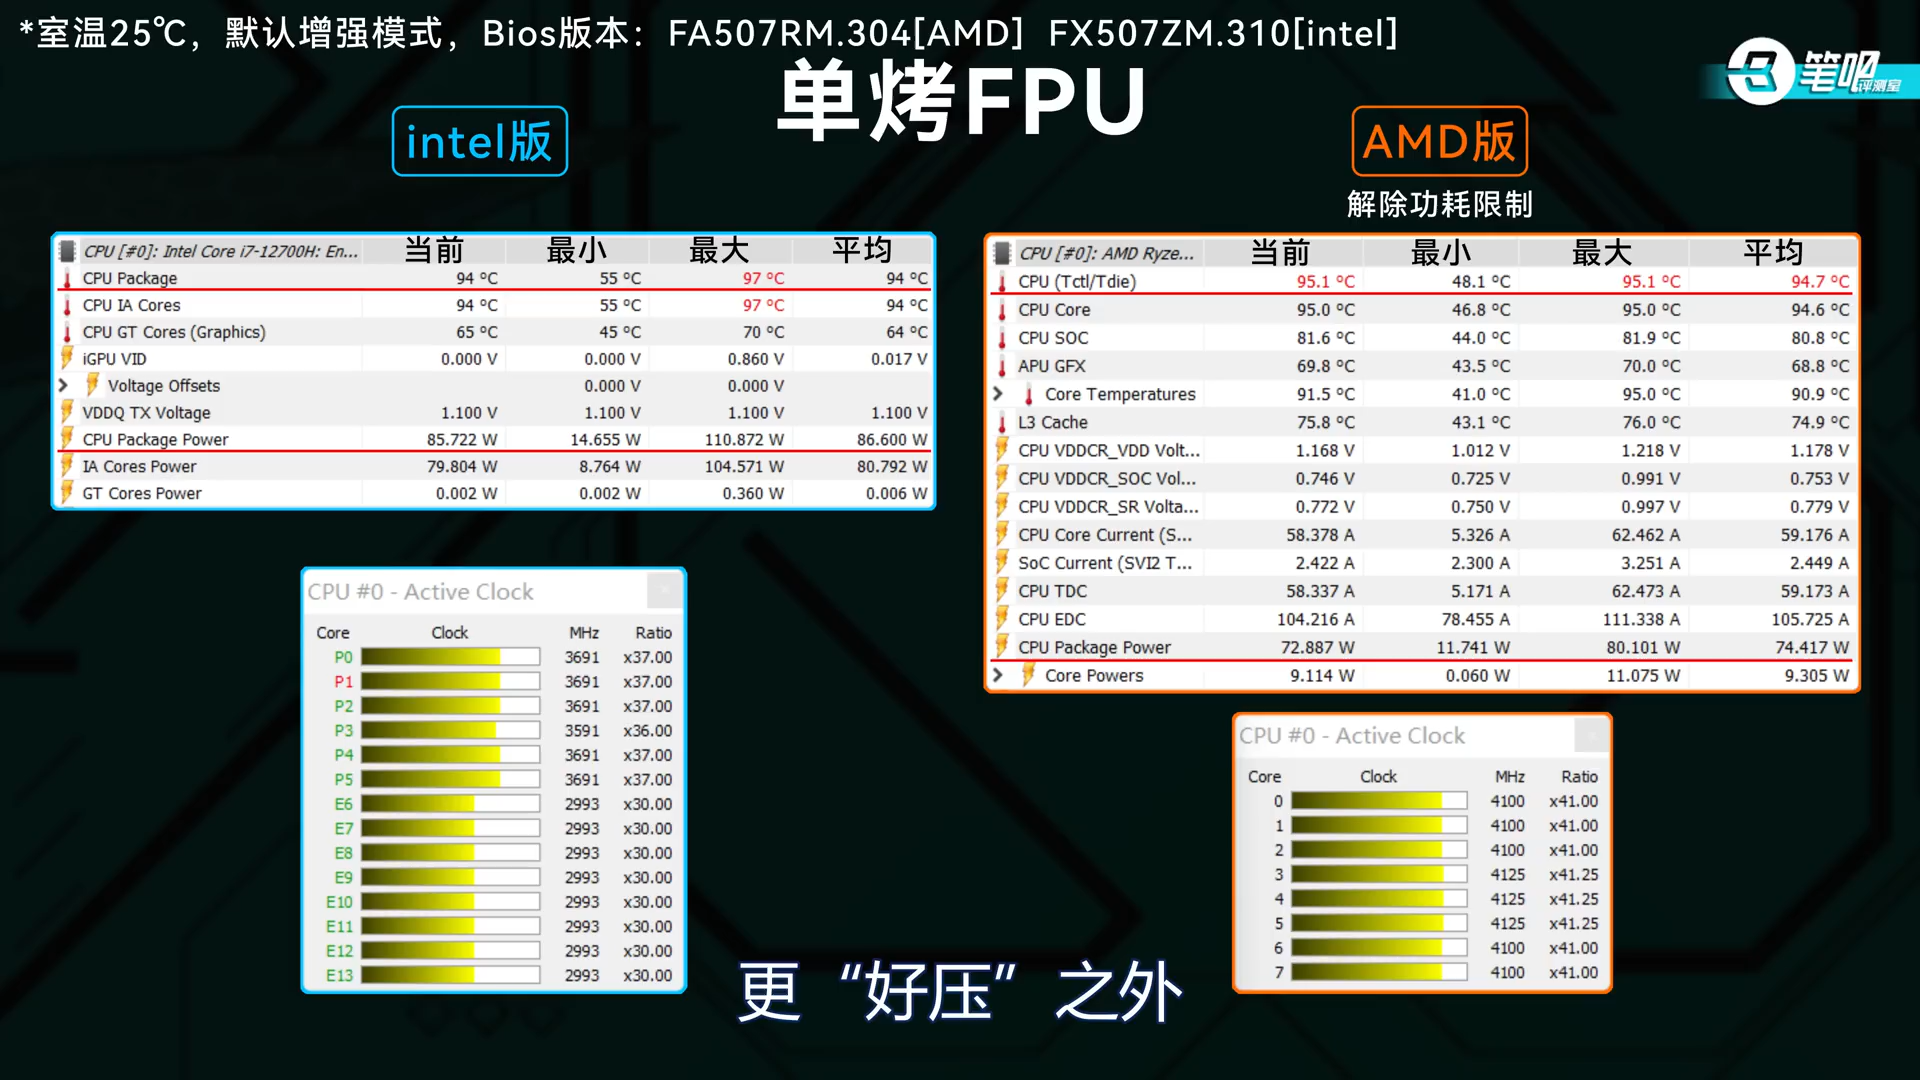 *室温25℃，默认增强模式，Bios版本：FA507RM.304[AMD] FX507ZM.310[intel]
单烤FPU
笔吧评测室
intel版
AMD版
解除功耗限制
CPU [#0]: Intel Core i7-12700H: En... 当前 最小 最大 平均
CPU Package 94 °C 55 °C 97 °C 94 °C
CPU IA Cores 94 °C 55 °C 97 °C 94 °C
CPU GT Cores (Graphics) 65 °C 45 °C 70 °C 64 °C
iGPU VID 0.000 V 0.000 V 0.860 V 0.017 V
Voltage Offsets 0.000 V 0.000 V
VDDQ TX Voltage 1.100 V 1.100 V 1.100 V 1.100 V
CPU Package Power 85.722 W 14.655 W 110.872 W 86.600 W
IA Cores Power 79.804 W 8.764 W 104.571 W 80.792 W
GT Cores Power 0.002 W 0.002 W 0.360 W 0.006 W
CPU [#0]: AMD Ryze... 当前 最小 最大 平均
CPU (Tctl/Tdie) 95.1 °C 48.1 °C 95.1 °C 94.7 °C
CPU Core 95.0 °C 46.8 °C 95.0 °C 94.6 °C
CPU SOC 81.6 °C 44.0 °C 81.9 °C 80.8 °C
APU GFX 69.8 °C 43.5 °C 70.0 °C 68.8 °C
Core Temperatures 91.5 °C 41.0 °C 95.0 °C 90.9 °C
L3 Cache 75.8 °C 43.1 °C 76.0 °C 74.9 °C
CPU VDDCR_VDD Volt... 1.168 V 1.012 V 1.218 V 1.178 V
CPU VDDCR_SOC Vol... 0.746 V 0.725 V 0.991 V 0.753 V
CPU VDDCR_SR Volta... 0.772 V 0.750 V 0.997 V 0.779 V
CPU Core Current (S... 58.378 A 5.326 A 62.462 A 59.176 A
SoC Current (SVI2 T... 2.422 A 2.300 A 3.251 A 2.449 A
CPU TDC 58.337 A 5.171 A 62.473 A 59.173 A
CPU EDC 104.216 A 78.455 A 111.338 A 105.725 A
CPU Package Power 72.887 W 11.741 W 80.101 W 74.417 W
Core Powers 9.114 W 0.060 W 11.075 W 9.305 W
CPU #0 - Active Clock
Core Clock MHz Ratio
P0 3691 x37.00
P1 3691 x37.00
P2 3691 x37.00
P3 3591 x36.00
P4 3691 x37.00
P5 3691 x37.00
E6 2993 x30.00
E7 2993 x30.00
E8 2993 x30.00
E9 2993 x30.00
E10 2993 x30.00
E11 2993 x30.00
E12 2993 x30.00
E13 2993 x30.00
CPU #0 - Active Clock
Core Clock MHz Ratio
0 4100 x41.00
1 4100 x41.00
2 4100 x41.00
3 4125 x41.25
4 4125 x41.25
5 4125 x41.25
6 4100 x41.00
7 4100 x41.00
更“好压”之外